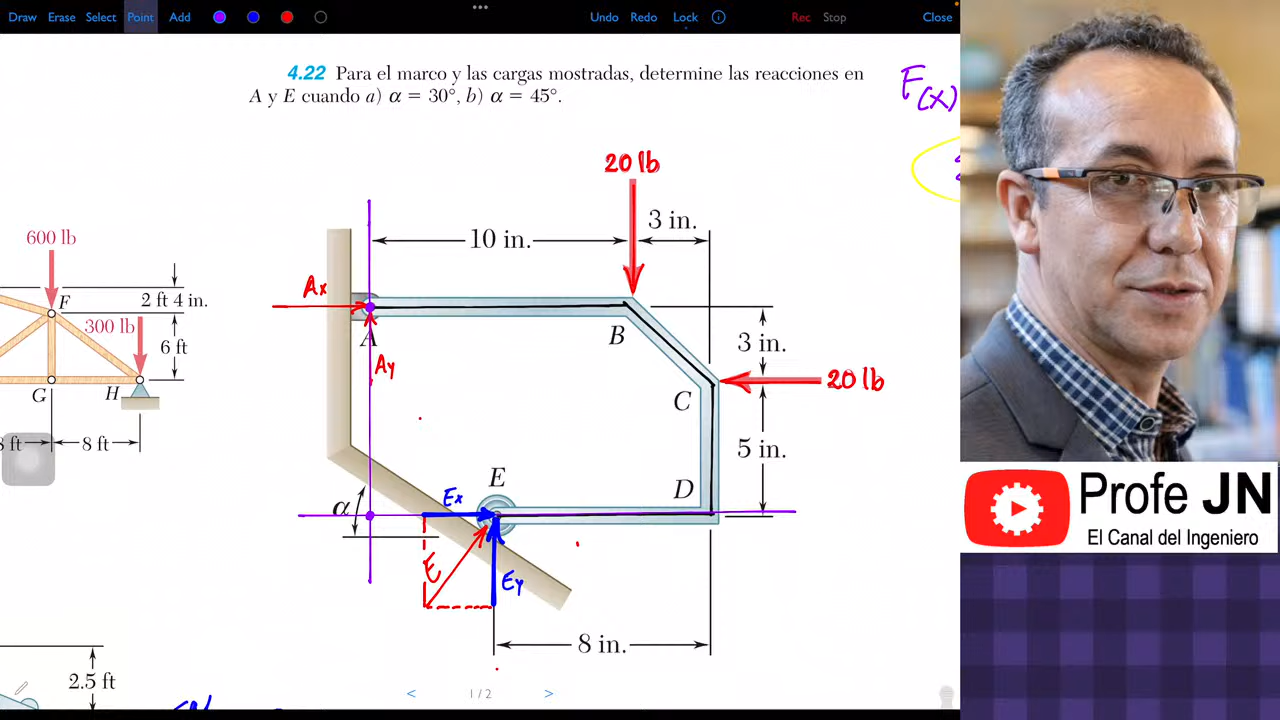 Draw Erase Select Point Add
Undo Redo Lock
Rec Stop
Close
4.22 Para el marco y las cargas mostradas, determine las reacciones en
A y E cuando a) α = 30°, b) α = 45°.
F(x)
20 lb
3 in.
10 in.
600 lb
2 ft 4 in.
F
300 lb
6 ft
G
H
8 ft
Ax
A
Ay
B
3 in.
20 lb
C
5 in.
D
E
Ex
α
E
Ey
8 in.
2.5 ft
< 1 / 2 >
Profe JN
El Canal del Ingeniero